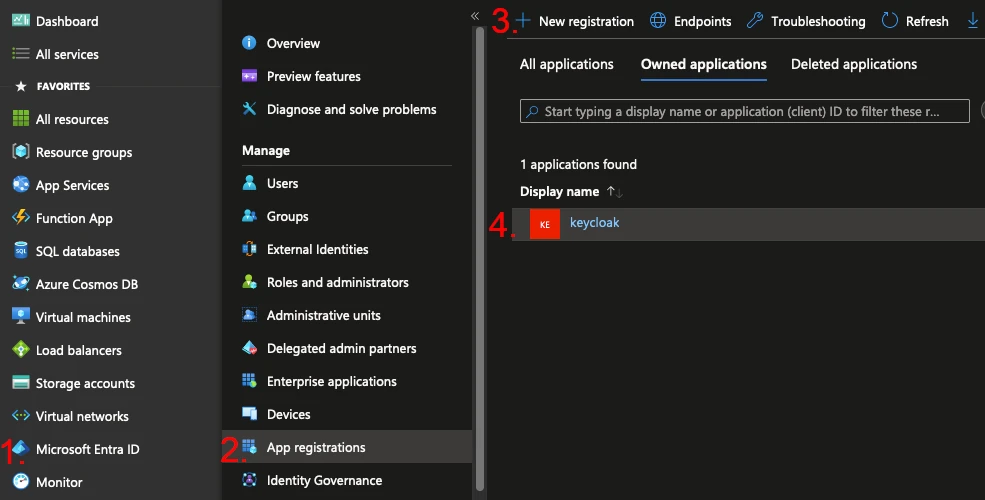 Dashboard
All services
FAVORITES
All resources
Resource groups
App Services
Function App
SQL
SQL databases
Azure Cosmos DB
Virtual machines
Load balancers
Storage accounts
Virtual networks
1.
Microsoft Entra ID
Monitor
«
Overview
Preview features
Diagnose and solve problems
Manage
Users
Groups
External Identities
Roles and administrators
Administrative units
Delegated admin partners
Enterprise applications
Devices
2.
App registrations
Identity Governance
3.
+ New registration
Endpoints
Troubleshooting
Refresh
All applications
Owned applications
Deleted applications
Start typing a display name or application (client) ID to filter these r...
1 applications found
Display name ↑↓
4.
KE
keycloak